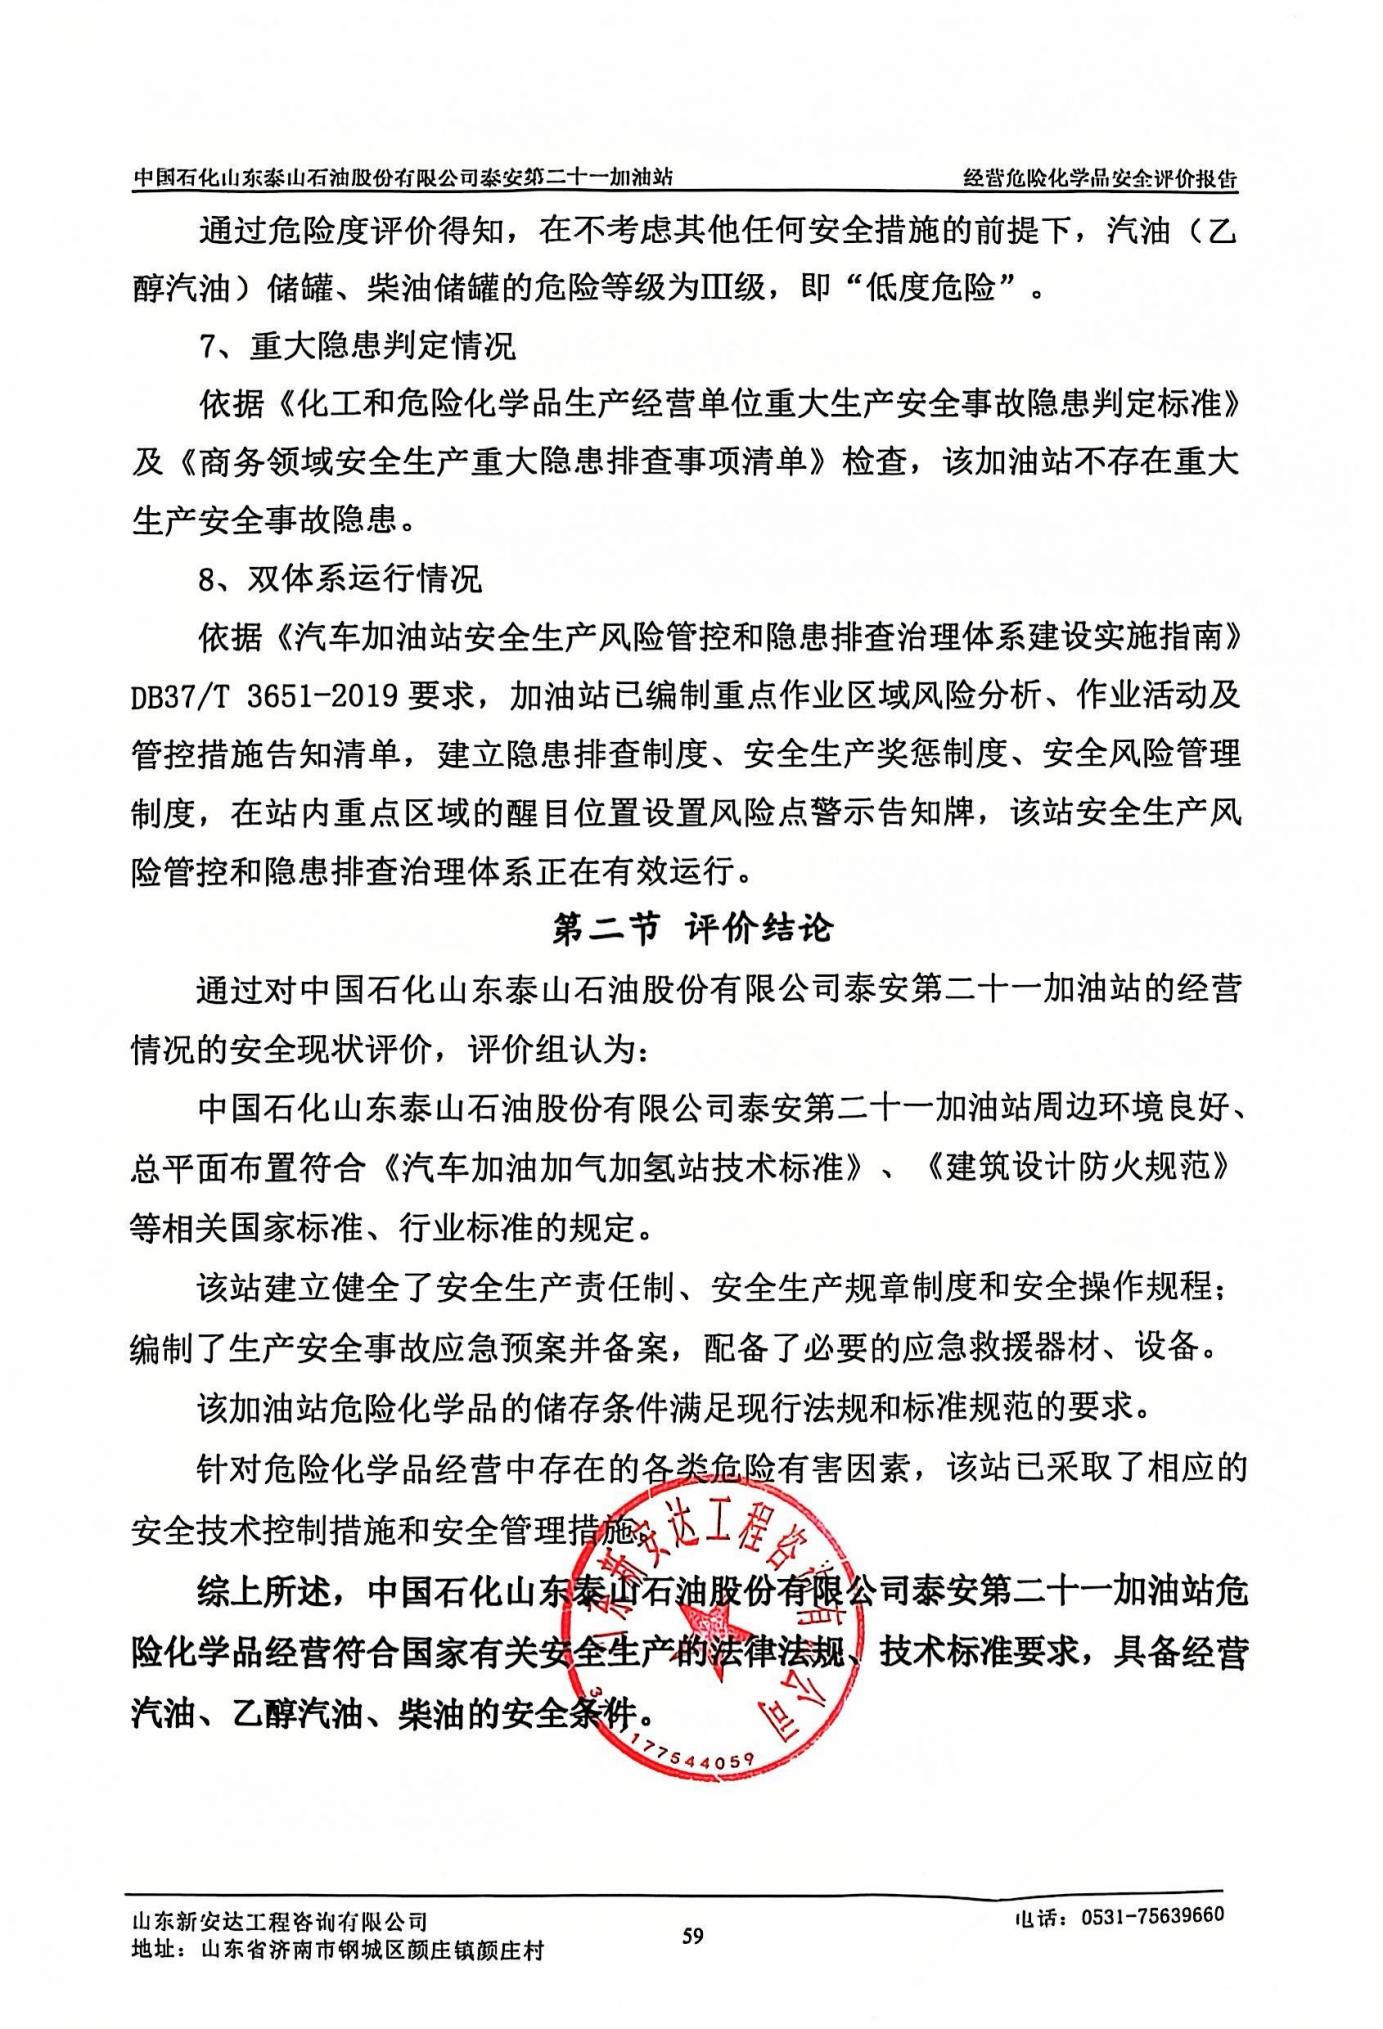 中国石化山东泰山石油股份有限公司泰安第二十一加油站 经营危险化学品安全评价报告
通过危险度评价得知，在不考虑其他任何安全措施的前提下，汽油（乙
醇汽油）储罐、柴油储罐的危险等级为Ⅲ级，即“低度危险”。
7、重大隐患判定情况
依据《化工和危险化学品生产经营单位重大生产安全事故隐患判定标准》
及《商务领域安全生产重大隐患排查事项清单》检查，该加油站不存在重大
生产安全事故隐患。
8、双体系运行情况
依据《汽车加油站安全生产风险管控和隐患排查治理体系建设实施指南》
DB37/T 3651-2019要求，加油站已编制重点作业区域风险分析、作业活动及
管控措施告知清单，建立隐患排查制度、安全生产奖惩制度、安全风险管理
制度，在站内重点区域的醒目位置设置风险点警示告知牌，该站安全生产风
险管控和隐患排查治理体系正在有效运行。
第二节 评价结论
通过对中国石化山东泰山石油股份有限公司泰安第二十一加油站的经营
情况的安全现状评价，评价组认为：
中国石化山东泰山石油股份有限公司泰安第二十一加油站周边环境良好、
总平面布置符合《汽车加油加气加氢站技术标准》、《建筑设计防火规范》
等相关国家标准、行业标准的规定。
该站建立健全了安全生产责任制、安全生产规章制度和安全操作规程；
编制了生产安全事故应急预案并备案，配备了必要的应急救援器材、设备。
该加油站危险化学品的储存条件满足现行法规和标准规范的要求。
针对危险化学品经营中存在的各类危险有害因素，该站已采取了相应的
安全技术控制措施和安全管理措施。
综上所述，中国石化山东泰山石油股份有限公司泰安第二十一加油站危
险化学品经营符合国家有关安全生产的法律法规、技术标准要求，具备经营
汽油、乙醇汽油、柴油的安全条件。
山东新安达工程咨询有限公司
177544059
山东新安达工程咨询有限公司
地址：山东省济南市钢城区颜庄镇颜庄村
59
电话：0531-75639660